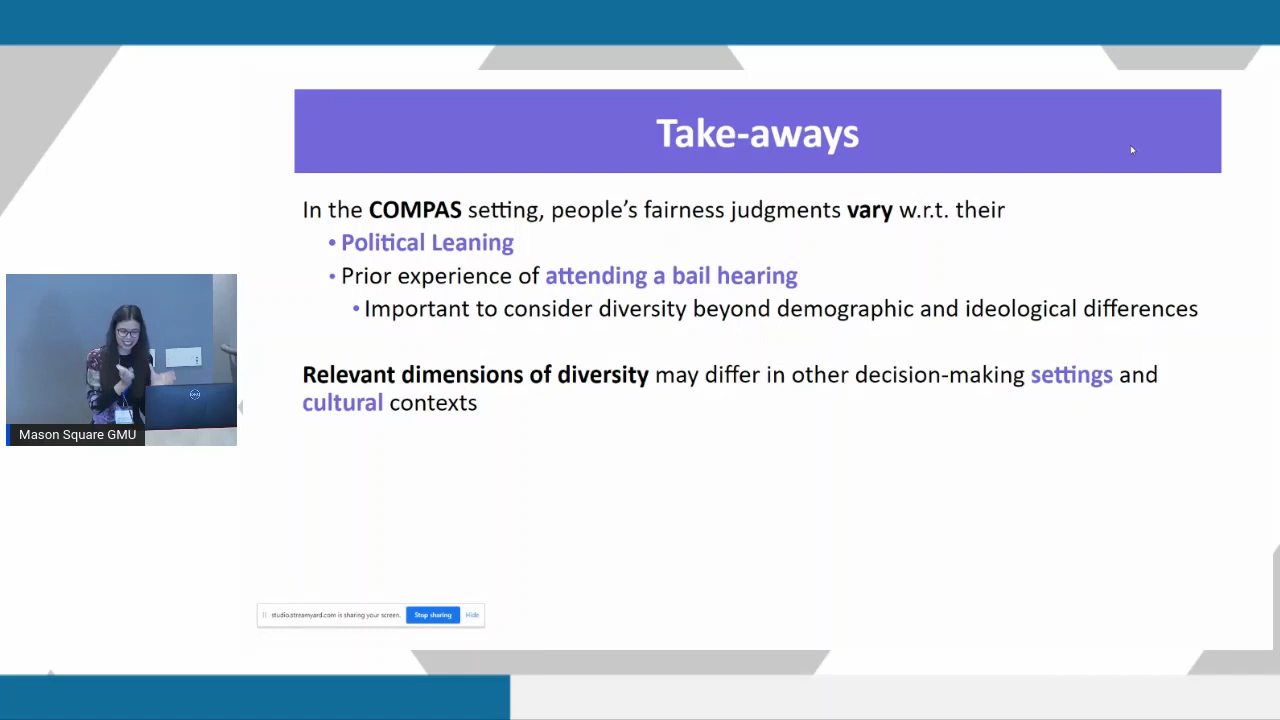 Take-aways
In the COMPAS setting, people's fairness judgments vary w.r.t. their
• Political Leaning
• Prior experience of attending a bail hearing
• Important to consider diversity beyond demographic and ideological differences
Relevant dimensions of diversity may differ in other decision-making settings and
cultural contexts
Mason Square GMU
studio.streamyard.com is sharing your screen. Stop sharing Hide